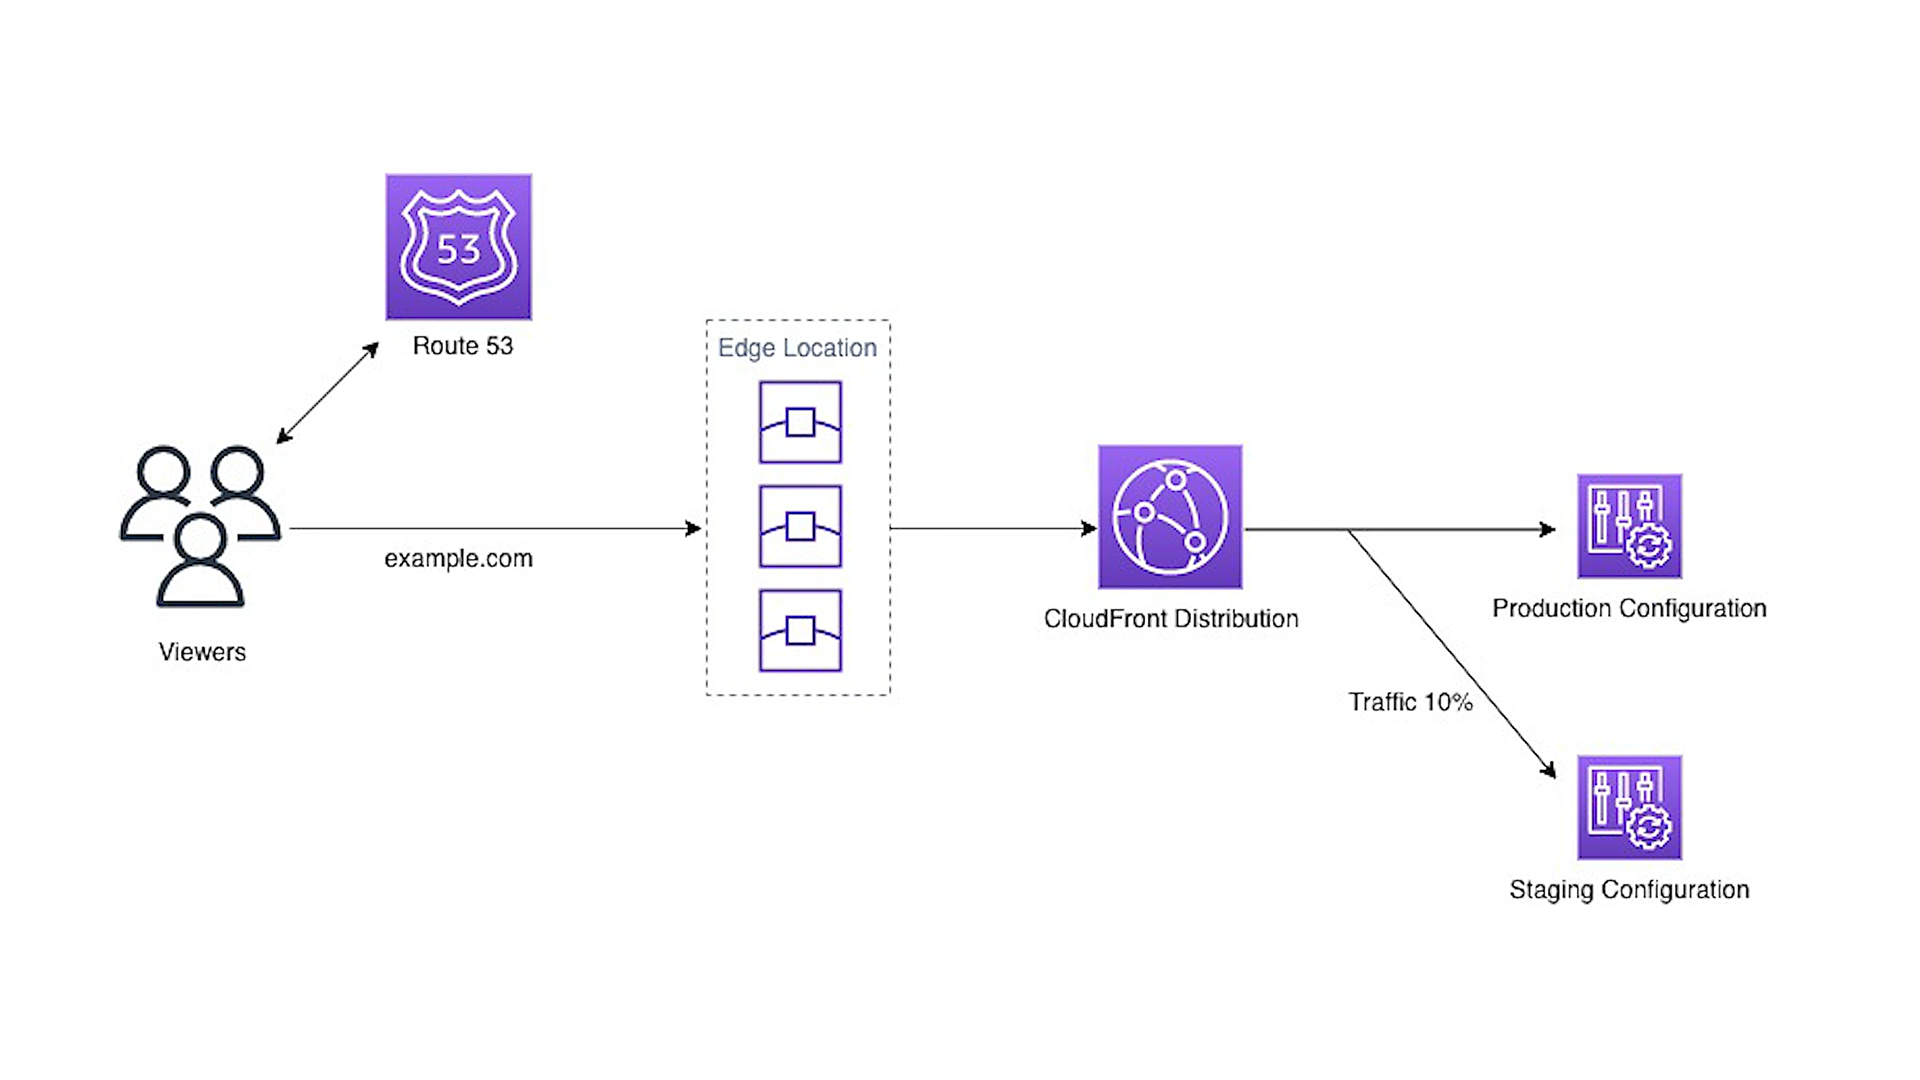 53
Route 53
Edge Location
example.com
Viewers
CloudFront Distribution
Production Configuration
Traffic 10%
Staging Configuration